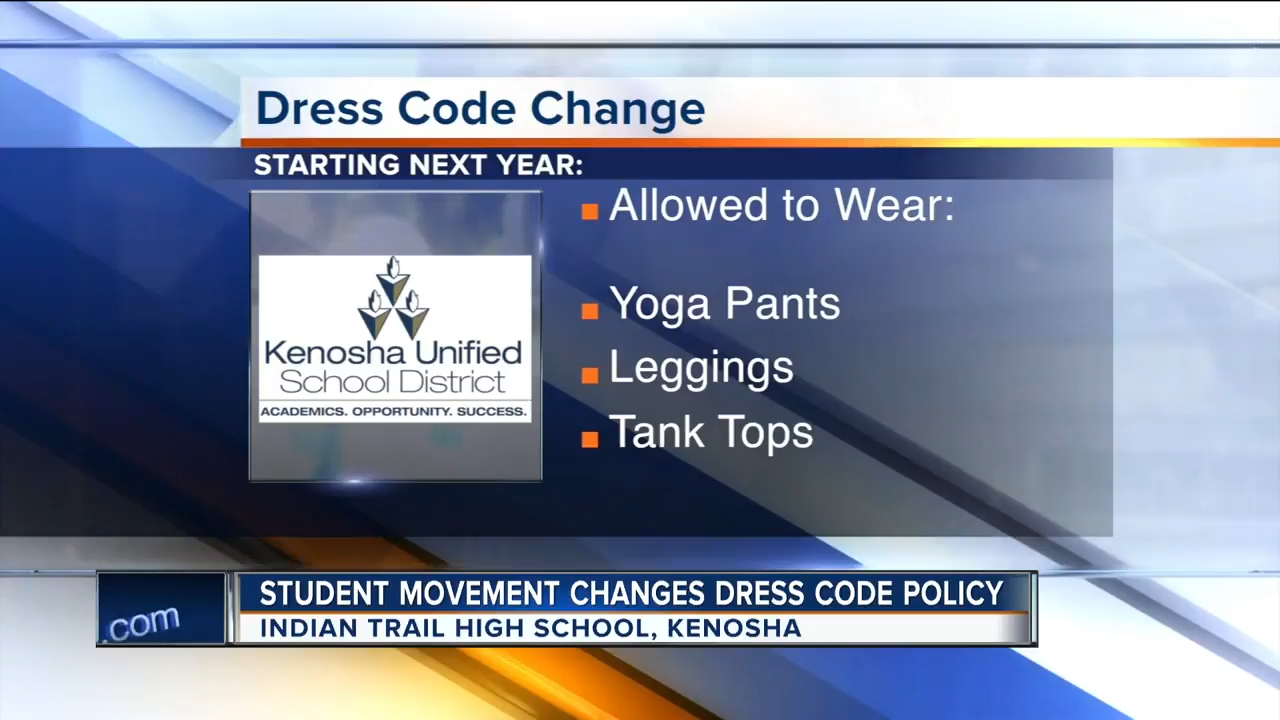 Dress Code Change
STARTING NEXT YEAR:
Allowed to Wear:
Yoga Pants
Leggings
Tank Tops
Kenosha Unified
School District
ACADEMICS. OPPORTUNITY. SUCCESS.
STUDENT MOVEMENT CHANGES DRESS CODE POLICY
.com
INDIAN TRAIL HIGH SCHOOL, KENOSHA